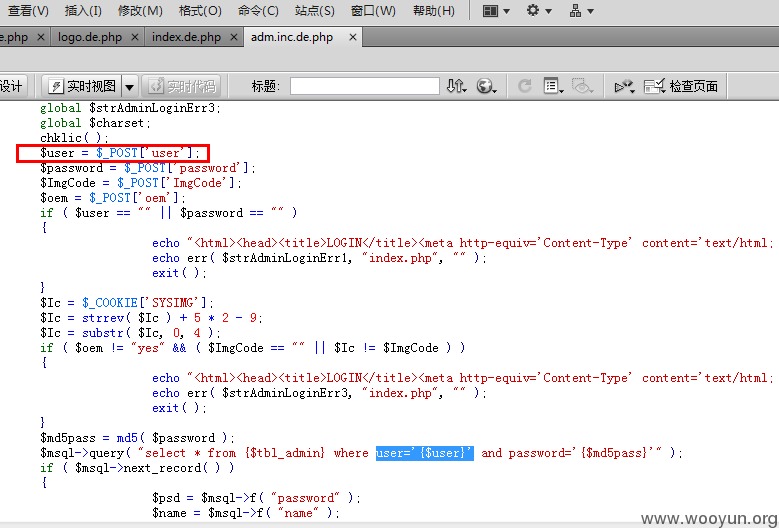 查看(V) 插入(I) 修改(M) 格式(O) 命令(C) 站点(S) 窗口(W) 帮助(H)
e.php × logo.de.php × index.de.php × adm.inc.de.php ×
设计 实时视图 实时代码 标题: 检查页面
global $strAdminLoginErr3;
global $charset;
chklic( );
$user = $_POST['user'];
$password = $_POST['password'];
$ImgCode = $_POST['ImgCode'];
$oem = $_POST['oem'];
if ( $user == "" || $password == "" )
{
echo "<html><head><title>LOGIN</title><meta http-equiv='Content-Type' content='text/html;
echo err( $strAdminLoginErr1, "index.php", "" );
exit( );
}
$Ic = $_COOKIE['SYSIMG'];
$Ic = strrev( $Ic ) + 5 * 2 - 9;
$Ic = substr( $Ic, 0, 4 );
if ( $oem != "yes" && ( $ImgCode == "" || $Ic != $ImgCode ) )
{
echo "<html><head><title>LOGIN</title><meta http-equiv='Content-Type' content='text/html;
echo err( $strAdminLoginErr3, "index.php", "" );
exit( );
}
$md5pass = md5( $password );
$msql->query( "select * from {$tbl_admin} where user='{$user}' and password='{$md5pass}'" );
if ( $msql->next_record( ) )
{
$psd = $msql->f( "password" );
$name = $msql->f( "name" );
www.wooyun.org